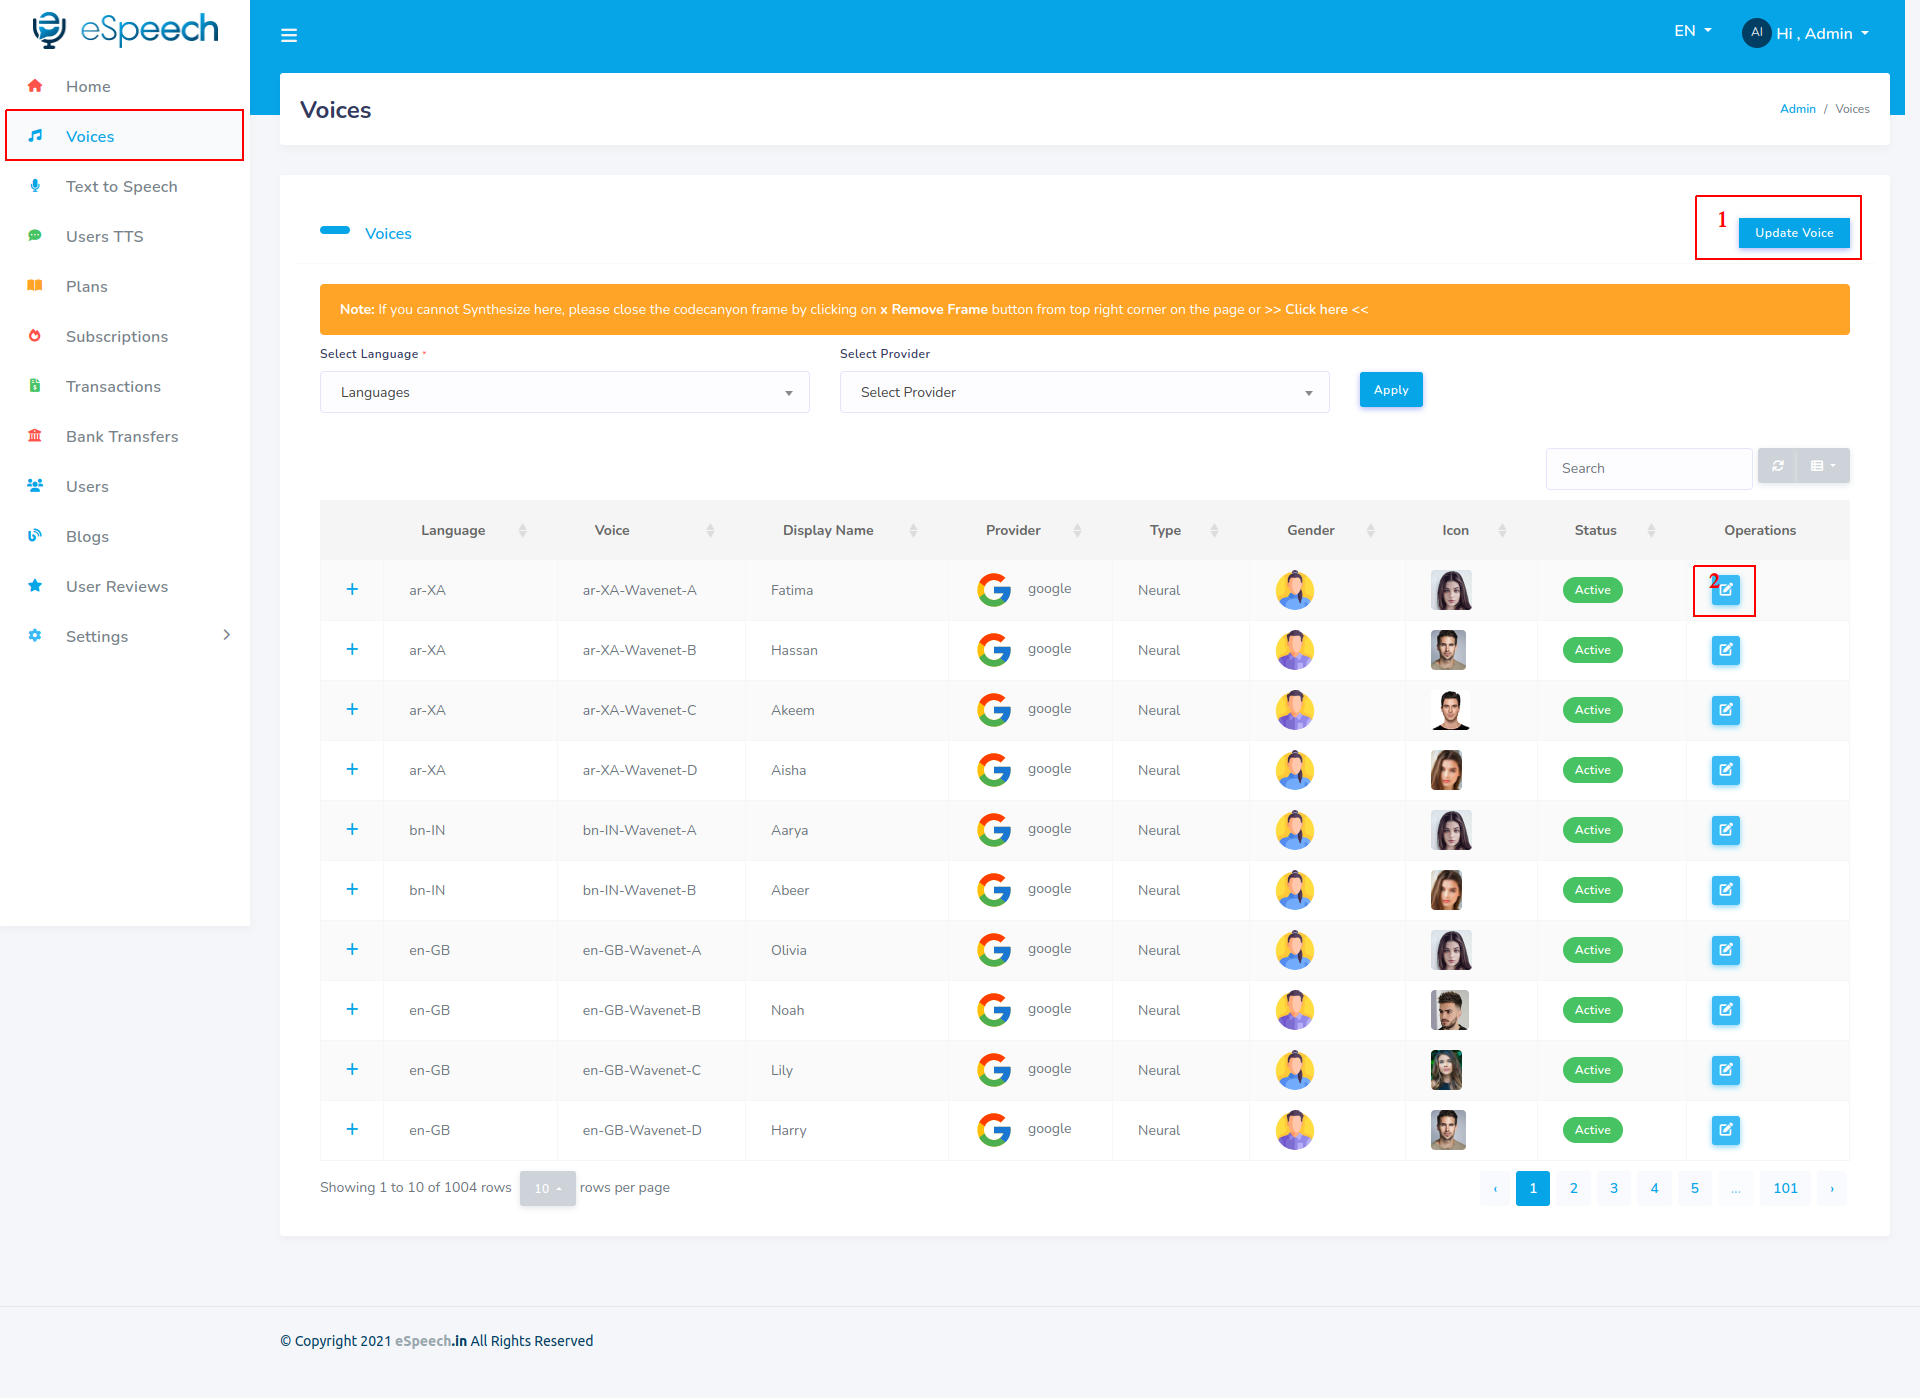 eSpeech
EN
AI Hi , Admin
Home
Voices
Text to Speech
Users TTS
Plans
Subscriptions
Transactions
Bank Transfers
Users
Blogs
User Reviews
Settings
Voices
Admin / Voices
Voices
1 Update Voice
Note: If you cannot Synthesize here, please close the codecanyon frame by clicking on x Remove Frame button from top right corner on the page or >> Click here <<
Select Language * Select Provider
Languages Select Provider Apply
Search
Language Voice Display Name Provider Type Gender Icon Status Operations
+ ar-XA ar-XA-Wavenet-A Fatima google Neural Active 2
+ ar-XA ar-XA-Wavenet-B Hassan google Neural Active
+ ar-XA ar-XA-Wavenet-C Akeem google Neural Active
+ ar-XA ar-XA-Wavenet-D Aisha google Neural Active
+ bn-IN bn-IN-Wavenet-A Aarya google Neural Active
+ bn-IN bn-IN-Wavenet-B Abeer google Neural Active
+ en-GB en-GB-Wavenet-A Olivia google Neural Active
+ en-GB en-GB-Wavenet-B Noah google Neural Active
+ en-GB en-GB-Wavenet-C Lily google Neural Active
+ en-GB en-GB-Wavenet-D Harry google Neural Active
Showing 1 to 10 of 1004 rows 10 rows per page ‹ 1 2 3 4 5 ... 101 ›
© Copyright 2021 eSpeech.in All Rights Reserved